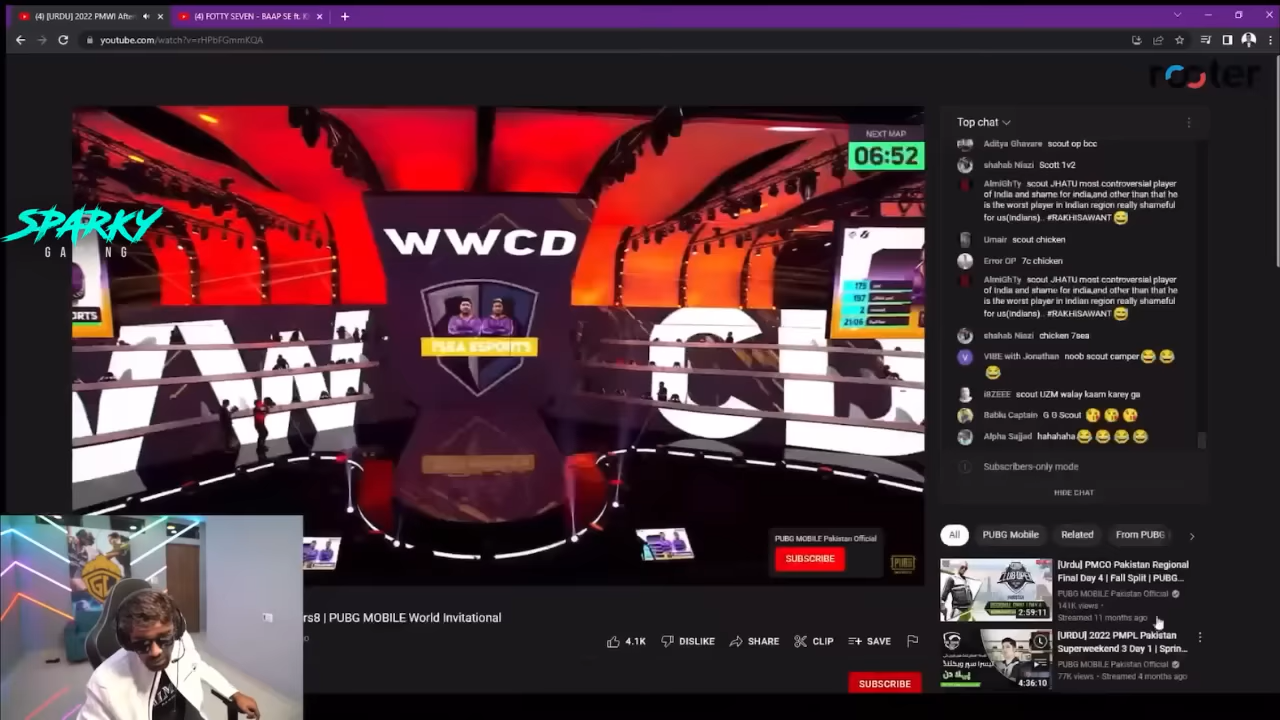 (4) [URDU] 2022 PMWI After
(4) FOTTY SEVEN - BAAP SE ft. K
youtube.com/watch?v=rHPbFGmmKQA
rooter
NEXT MAP
06:52
SPARKY
GAMING
WWCD
7SEA ESPORTS
ORTS
179
197
2
21:06
PUBG MOBILE Pakistan Official
SUBSCRIBE
rs8 | PUBG MOBILE World Invitational
4.1K
DISLIKE
SHARE
CLIP
SAVE
SUBSCRIBE
Top chat
Aditya Ghavare scout op bcc
shahab Niazi Scott 1v2
AlmiGhTy scout JHATU most controversial player
of India and shame for india,and other than that he
is the worst player in indian region really shameful
for us(indians).. #RAKHISAWANT
Umair scout chicken
Error OP 7c chicken
AlmiGhTy scout JHATU most controversial player
of India and shame for india,and other than that he
is the worst player in indian region really shameful
for us(indians).. #RAKHISAWANT
shahab Niazi chicken 7sea
V VIBE with Jonathan noob scout camper
i8ZEEE scout UZM walay kaam karey ga
Bablu Captain G G Scout
Alpha Sajjad hahahaha
Subscribers-only mode
HIDE CHAT
All PUBG Mobile Related From PUBG
[Urdu] PMCO Pakistan Regional
Final Day 4 | Fall Split | PUBG...
PUBG MOBILE Pakistan Official
141K views •
Streamed 11 months ago
2:59:11
[URDU] 2022 PMPL Pakistan
Superweekend 3 Day 1 | Sprin...
PUBG MOBILE Pakistan Official
77K views • Streamed 4 months ago
4:36:10